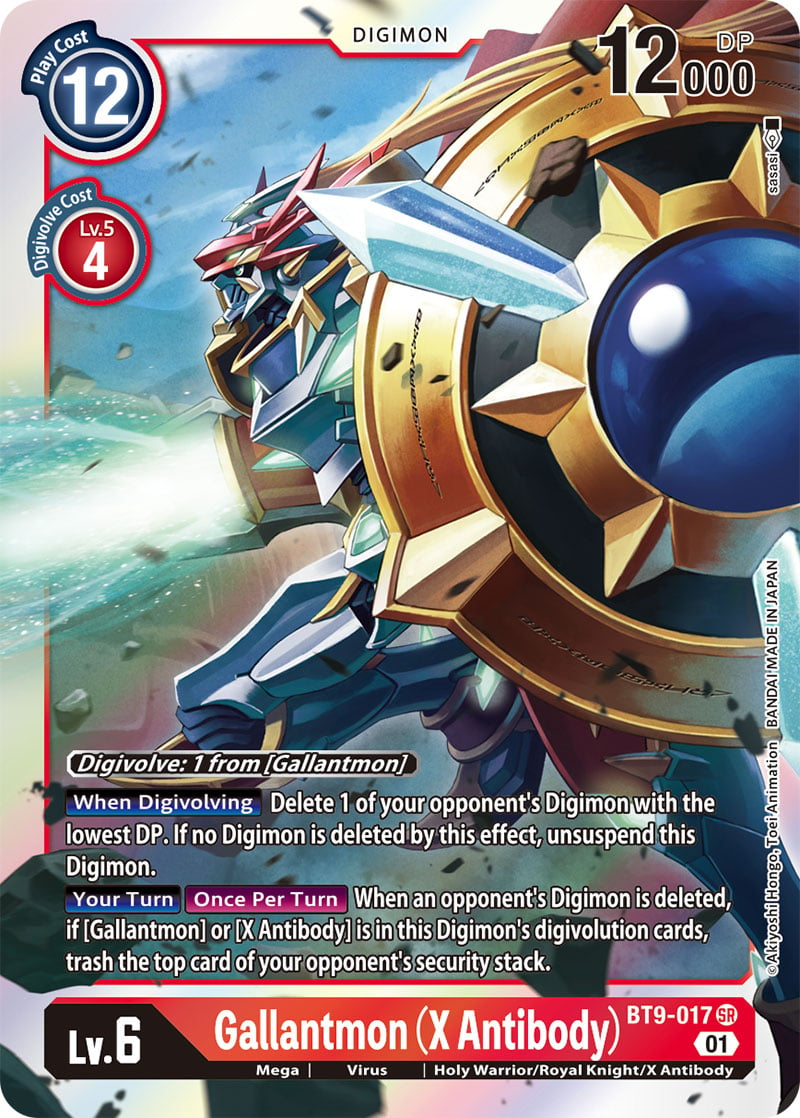 DIGIMON
Play Cost
12
12000
DP
Digivolve Cost
Lv.5
4
sasasi
©Akiyoshi Hongo, Toei Animation BANDAI MADE IN JAPAN
Digivolve: 1 from [Gallantmon]
When Digivolving Delete 1 of your opponent's Digimon with the
lowest DP. If no Digimon is deleted by this effect, unsuspend this
Digimon.
Your Turn Once Per Turn When an opponent's Digimon is deleted,
if [Gallantmon] or [X Antibody] is in this Digimon's digivolution cards,
trash the top card of your opponent's security stack.
Lv.6
Gallantmon (X Antibody)
BT9-017 SR
01
Mega | Virus | Holy Warrior/Royal Knight/X Antibody